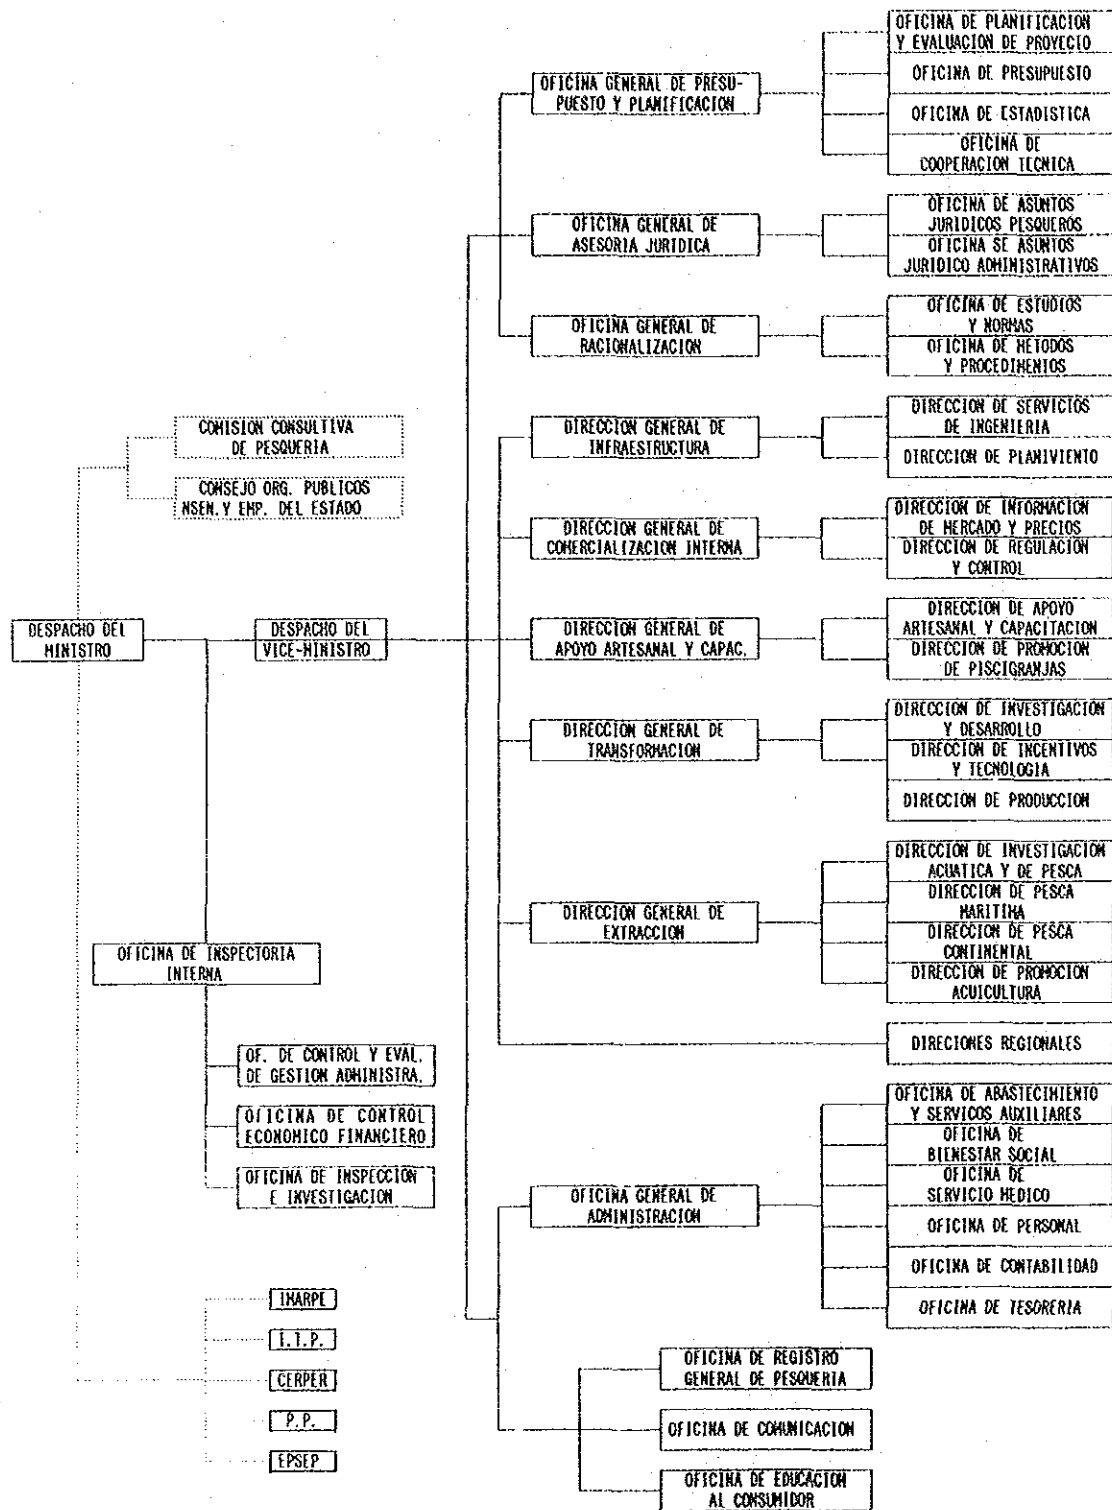 OFICINA DE PLANIFICACION
Y EVALUACION DE PROYECIO
OFICINA DE PRESUPUESTO
OFICINA DE ESTADISTICA
OFICINA DE
COOPERACION TECNICA
OFICINA GENERAL DE PRESU-
PUESTO Y PLANIFICACION
OFICINA DE ASUNTOS
JURIDICOS PESQUEROS
OFICINA SE ASUNTOS
JURIDICO ADMINISTRATIVOS
OFICINA GENERAL DE
ASESORIA JURIDICA
OFICINA DE ESTUDIOS
Y NORMAS
OFICINA DE METODOS
Y PROCEDIMENTOS
OFICINA GENERAL DE
RACIONALIZACION
DIRECCION DE SERVICIOS
DE INGENIERIA
DIRECCION DE PLANIVIENTO
DIRECCION GENERAL DE
INFRAESTRUCTURA
COMISION CONSULTIVA
DE PESQUERIA
CONSEJO ORG. PUBLICOS
NSEN. Y EMP. DEL ESTADO
DIRECCION DE INFORMACION
DE MERCADO Y PRECIOS
DIRECCION DE REGULACION
Y CONTROL
DIRECCION GENERAL DE
COMERCIALIZACION INTERNA
DESPACHO DEL
MINISTRO
DESPACHO DEL
VICE-MINISTRO
DIRECCION GENERAL DE
APOYO ARTESANAL Y CAPAC.
DIRECCION DE APOYO
ARTESANAL Y CAPACITACION
DIRECCION DE PROMOCION
DE PISCIGRANJAS
DIRECCION GENERAL DE
TRANSFORMACION
DIRECCION DE INVESTIGACION
Y DESARROLLO
DIRECCION DE INCENTIVOS
Y TECNOLOGIA
DIRECCION DE PRODUCCION
DIRECCION GENERAL DE
EXTRACCION
DIRECCION DE INVESTIGACION
ACUATICA Y DE PESCA
DIRECCION DE PESCA
MARITIMA
DIRECCION DE PESCA
CONTINENTAL
DIRECCION DE PROMOCION
ACUICULTURA
OFICINA DE INSPECTORIA
INTERNA
DIRECIONES REGIONALES
OF. DE CONTROL Y EVAL.
DE GESTION ADMINISTRA.
OFICINA DE CONTROL
ECONOMICO FINANCIERO
OFICINA DE INSPECCION
E INVESTIGACION
OFICINA GENERAL DE
ADMINISTRACION
OFICINA DE ABASTECIMIENTO
Y SERVICOS AUXILIARES
OFICINA DE
BIENESTAR SOCIAL
OFICINA DE
SERVICIO MEDICO
OFICINA DE PERSONAL
OFICINA DE CONTABILIDAD
OFICINA DE TESORERIA
IMARPE
I.T.P.
CERPER
P.P.
EPSEP
OFICINA DE REGISTRO
GENERAL DE PESQUERIA
OFICINA DE COMUNICACION
OFICINA DE EDUCACION
AL CONSUMIDOR